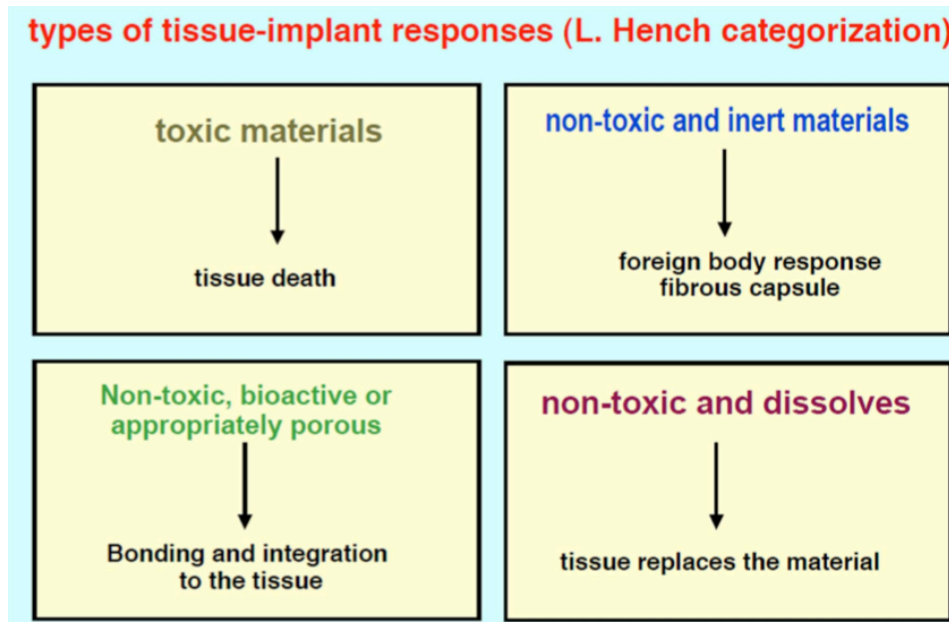 types of tissue-implant responses (L. Hench categorization)
toxic materials
tissue death
non-toxic and inert materials
foreign body response
fibrous capsule
Non-toxic, bioactive or
appropriately porous
Bonding and integration
to the tissue
non-toxic and dissolves
tissue replaces the material